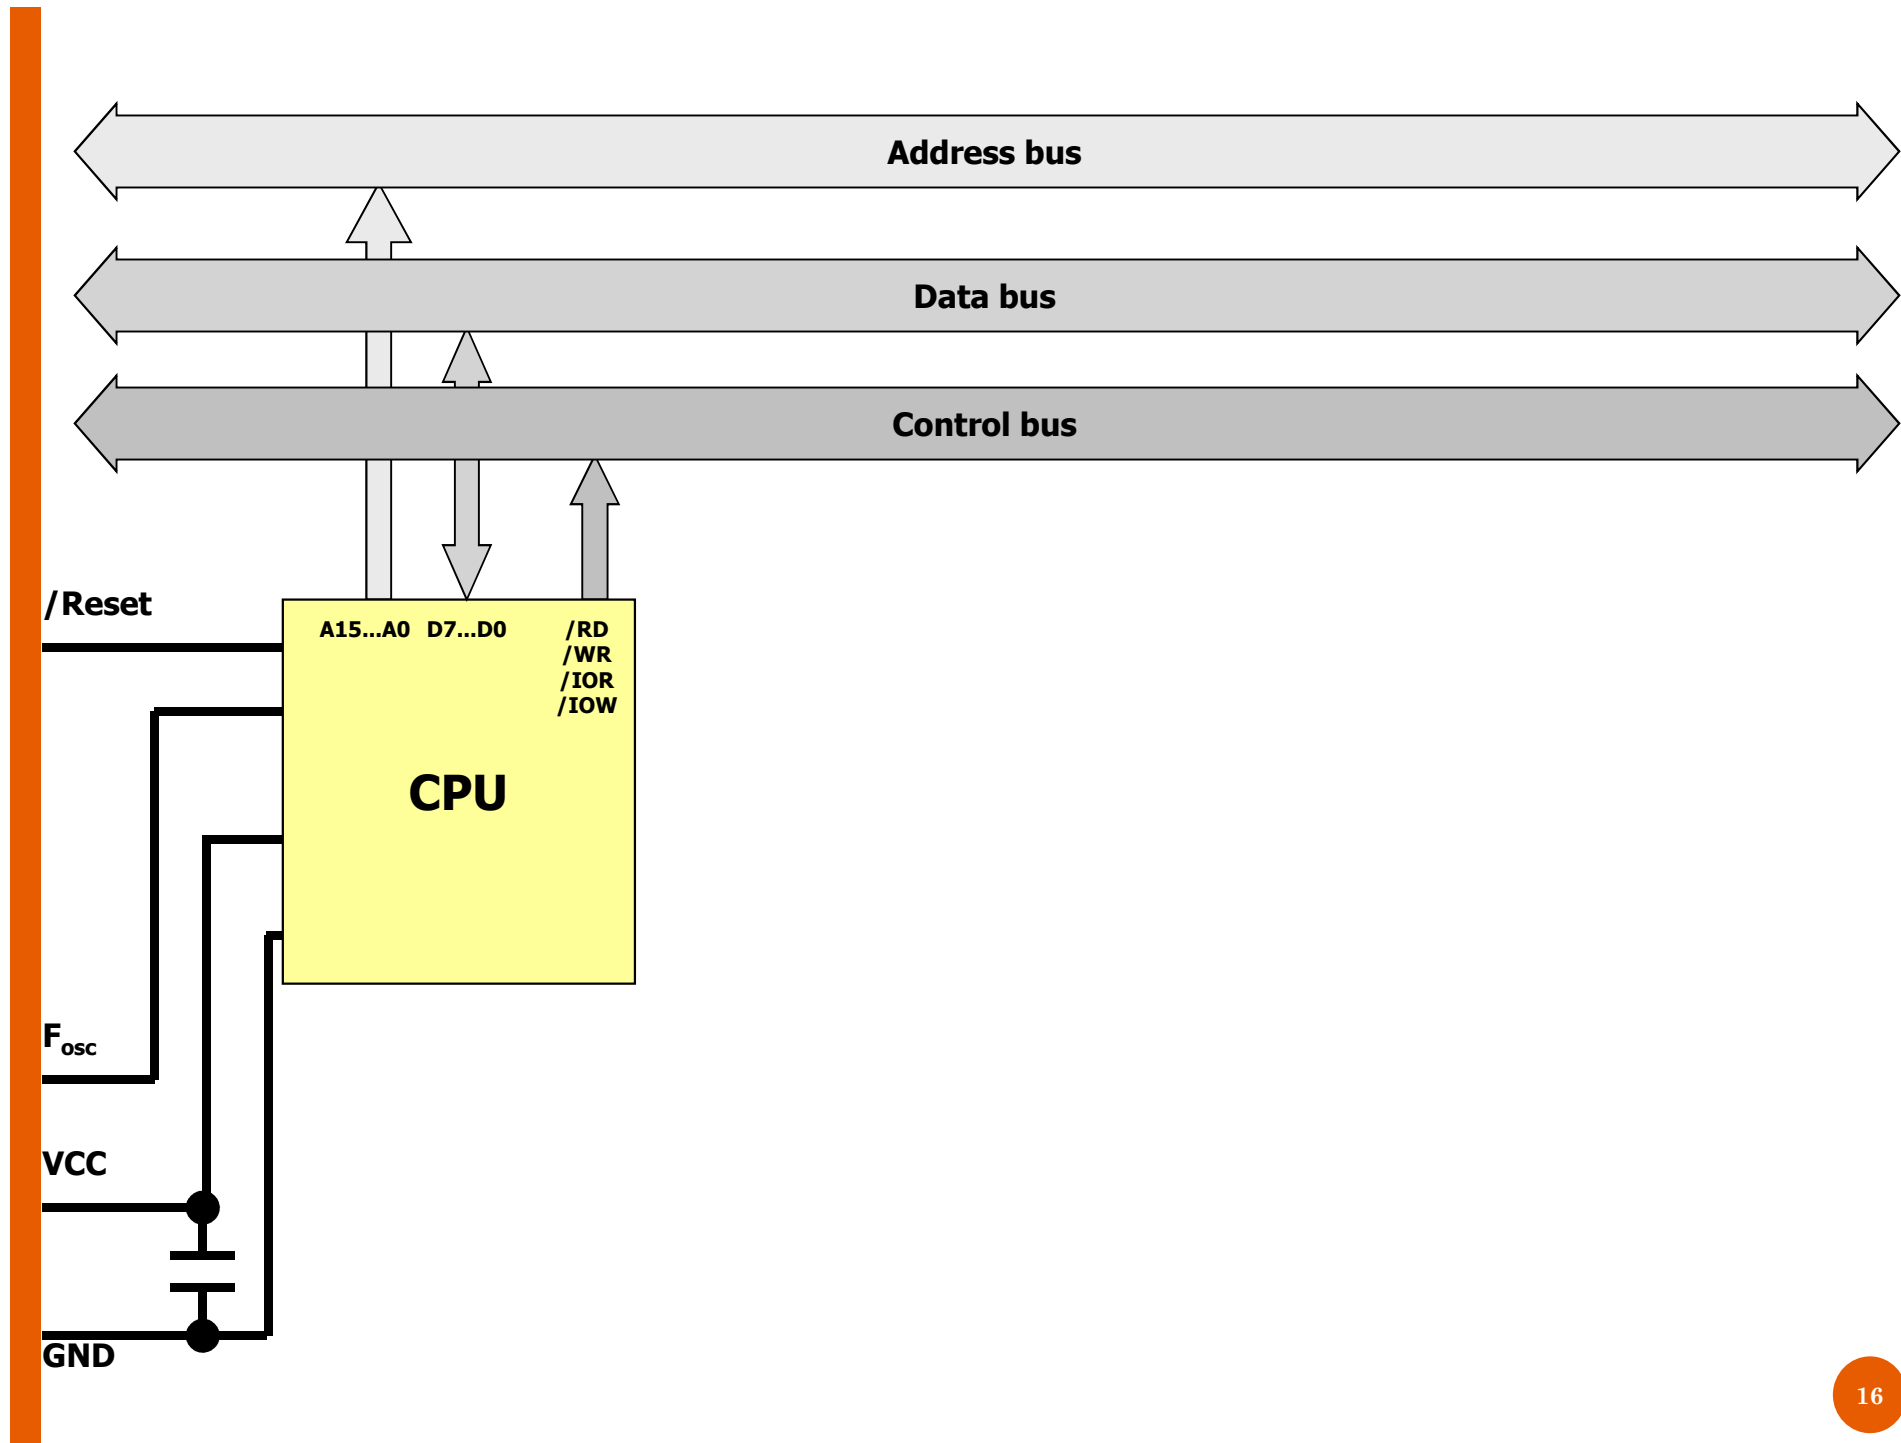 Address bus
Data bus
Control bus
/Reset
A15...A0 D7...D0 /RD
/WR
/IOR
/IOW
CPU
Fosc
VCC
GND
16